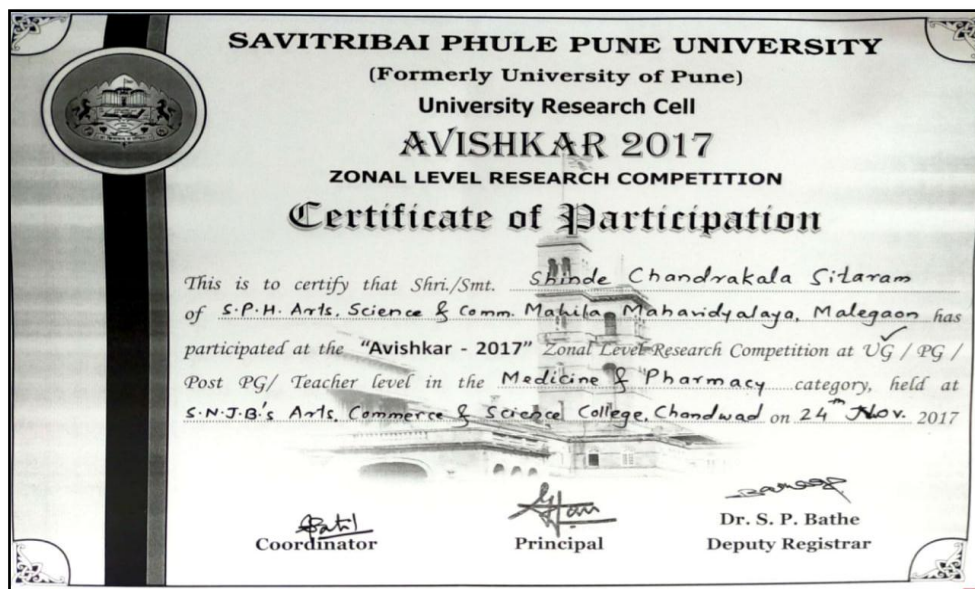 SAVITRIBAI PHULE PUNE UNIVERSITY
(Formerly University of Pune)
University Research Cell
AVISHKAR 2017
ZONAL LEVEL RESEARCH COMPETITION
Certificate of Participation
This is to certify that Shri./Smt. Shinde Chandrakala Sitaram
of S.P.H. Arts, Science & Comm. Mahila Mahavidyalaya, Malegaon has
participated at the "Avishkar - 2017" Zonal Level Research Competition at UG / PG /
Post PG/ Teacher level in the Medicine & Pharmacy category, held at
S.N.J.B.'s Arts, Commerce & Science College, Chandwad on 24th Nov. 2017
Patil
Coordinator
Principal
Dr. S. P. Bathe
Deputy Registrar